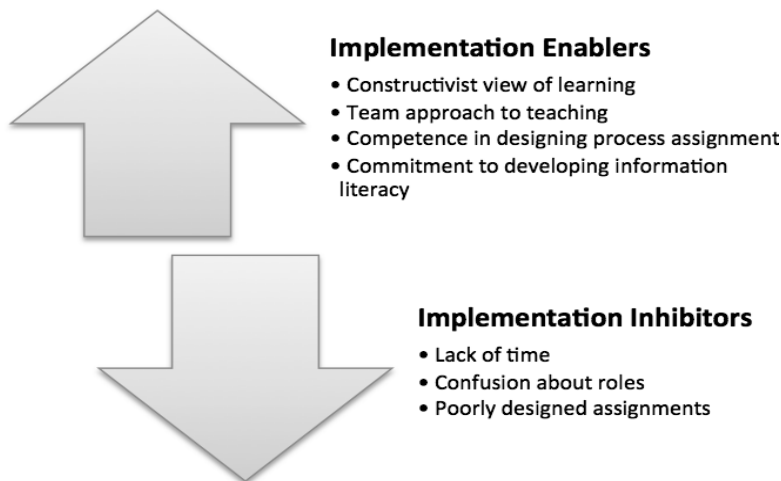 Implementation Enablers
• Constructivist view of learning
• Team approach to teaching
• Competence in designing process assignment
• Commitment to developing information
literacy
Implementation Inhibitors
• Lack of time
• Confusion about roles
• Poorly designed assignments